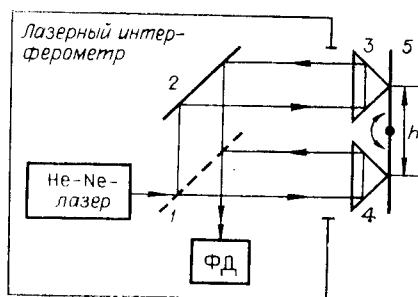 Лазерный интер-
ферометр
2
3
5
h
He-Ne-
лазер
1
4
ФД